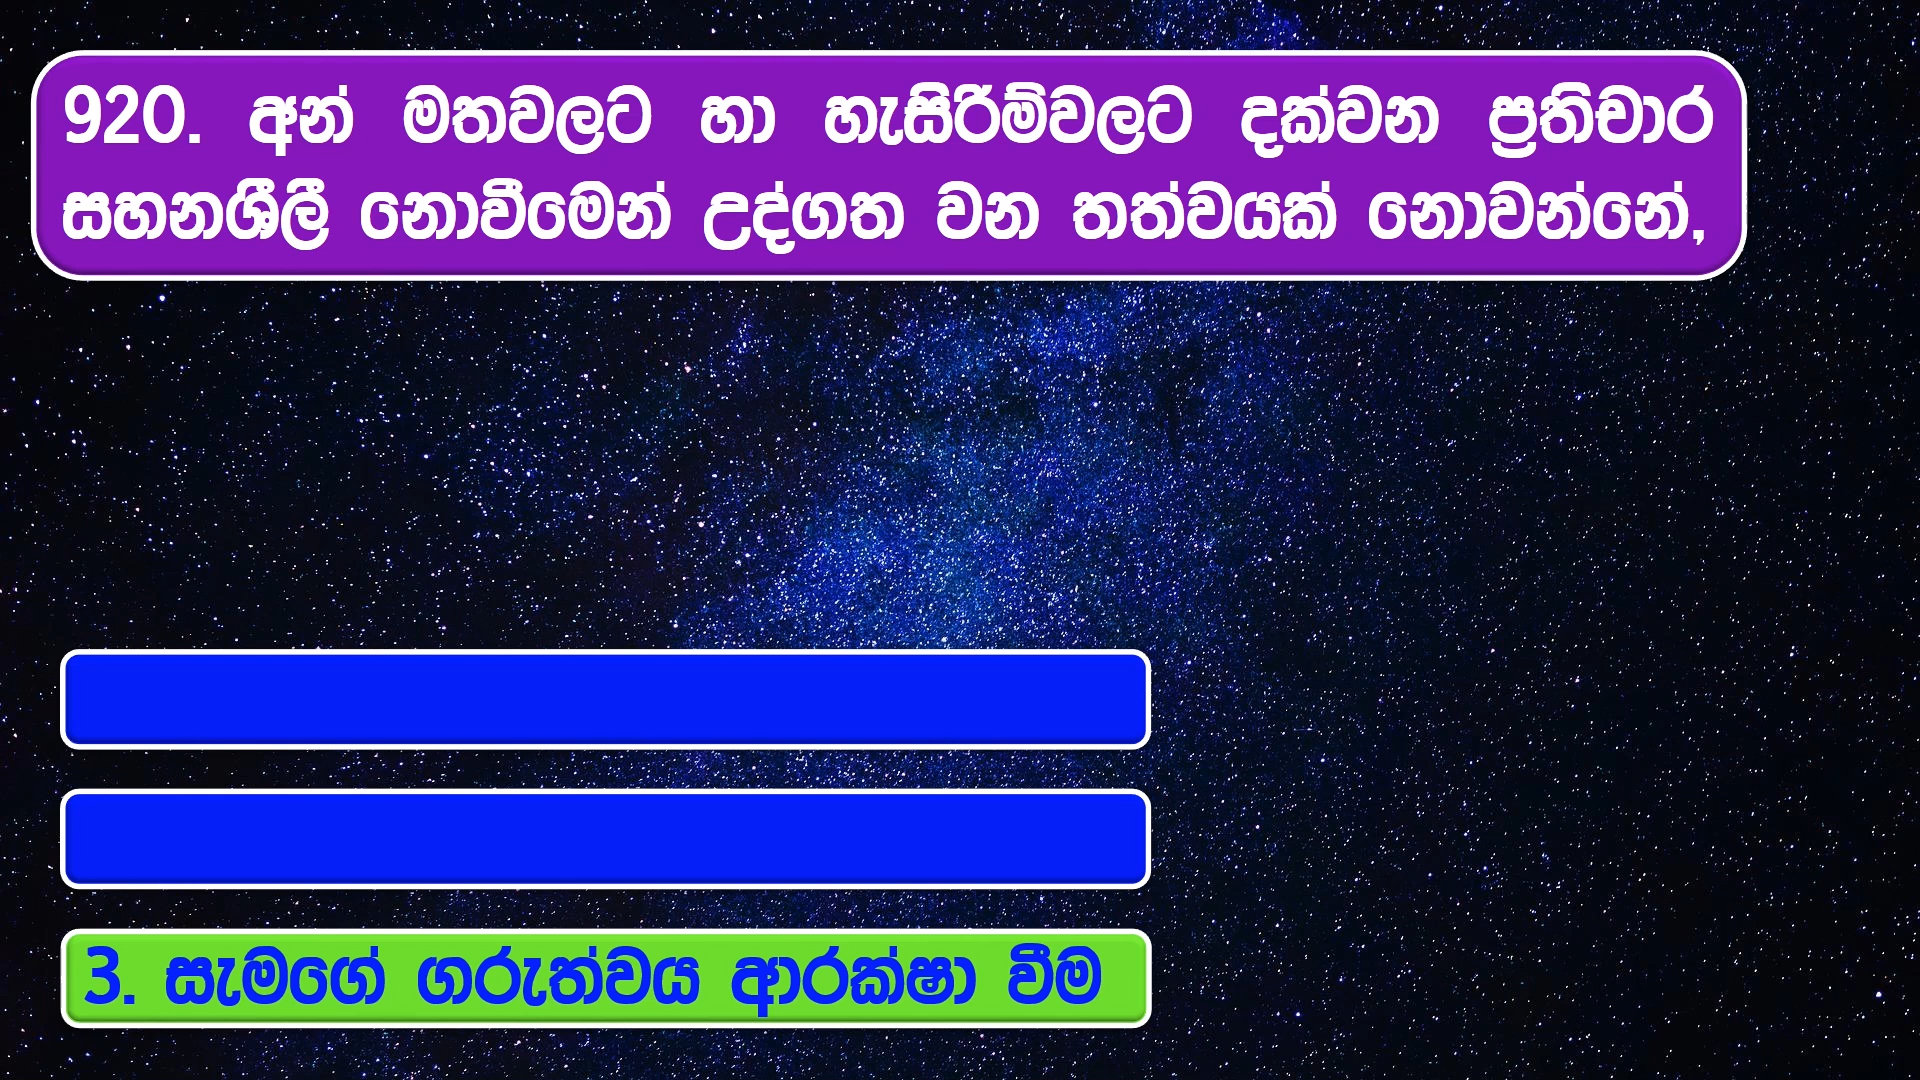 920. අන් මතවලට හා හැසිරිම්වලට දක්වන ප්‍රතිචාර
සහනශීලී නොවීමෙන් උද්ගත වන තත්වයක් නොවන්නේ,
3. සැමගේ ගරුත්වය ආරක්ෂා වීම